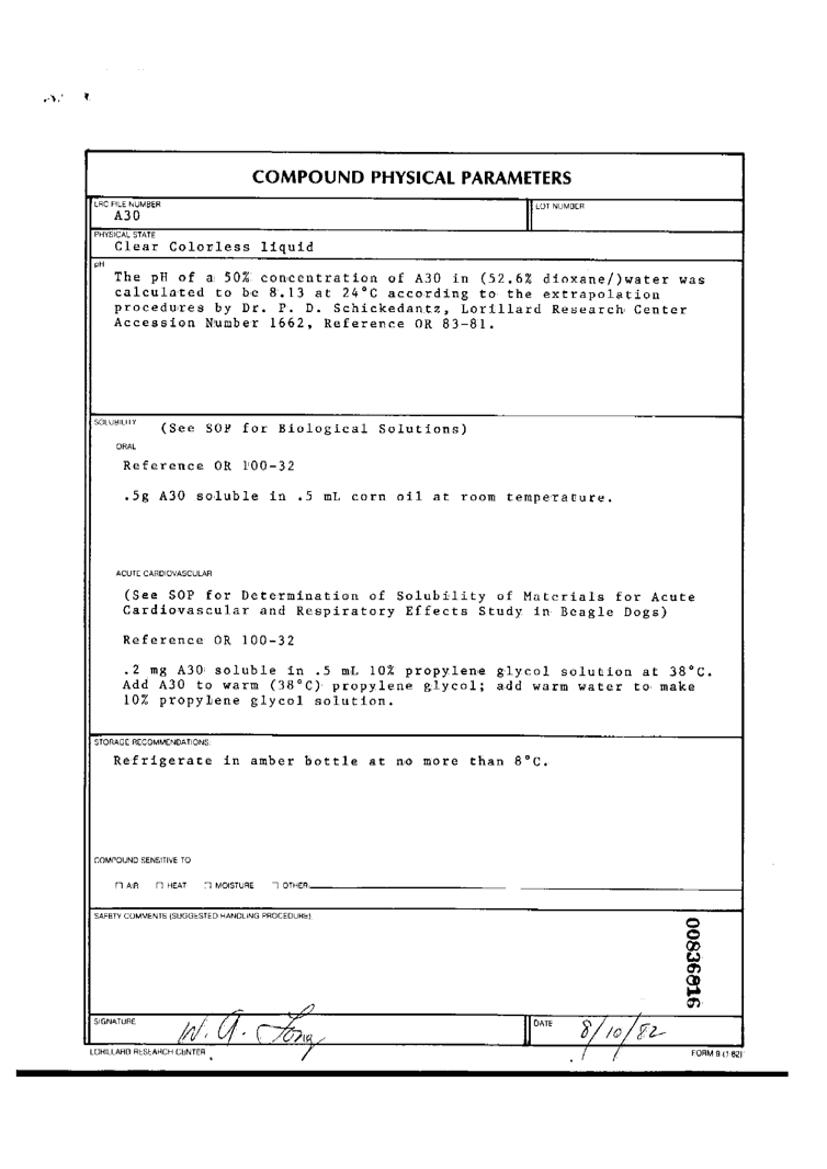 COMPOUND PHYSICAL PARAMETERS
LRC FILE NUMBER
A30
LOT NUMBER
PHYSICAL STATE
Clear Colorless liquid
pH
The pH of a 50% concentration of A30 in (52.6% dioxane/)water was
calculated to be 8.13 at 24°C according to the extrapolation
procedures by Dr. P. D. Schickedantz, Lorillard Research Center
Accession Number 1662, Reference OR 83-81.
SOLUBILITY
(See SOP for Biological Solutions)
ORAL
Reference OR 100-32
.5g A30 soluble in .5 mL corn oil at room temperature.
ACUTE CARDIOVASCULAR
(See SOP for Determination of Solubility of Materials for Acute
Cardiovascular and Respiratory Effects Study in Beagle Dogs)
Reference OR 100-32
.2 mg A30 soluble in .5 mL 10% propylene glycol solution at 38°C.
Add A30 to warm (38°C) propylene glycol; add warm water to make
10% propylene glycol solution.
STORAGE RECOMMENDATIONS:
Refrigerate in amber bottle at no more than 8°C.
COMPOUND SENSITIVE TO
AIR HEAT MOISTURE OTHER
SAFETY COMMENTS (SUGGESTED HANDLING PROCEDURE)
00836816
SIGNATURE
W. A. Fong
DATE
8/10/82
LORILLARD RESEARCH CENTER
FORM 9 (1 82)